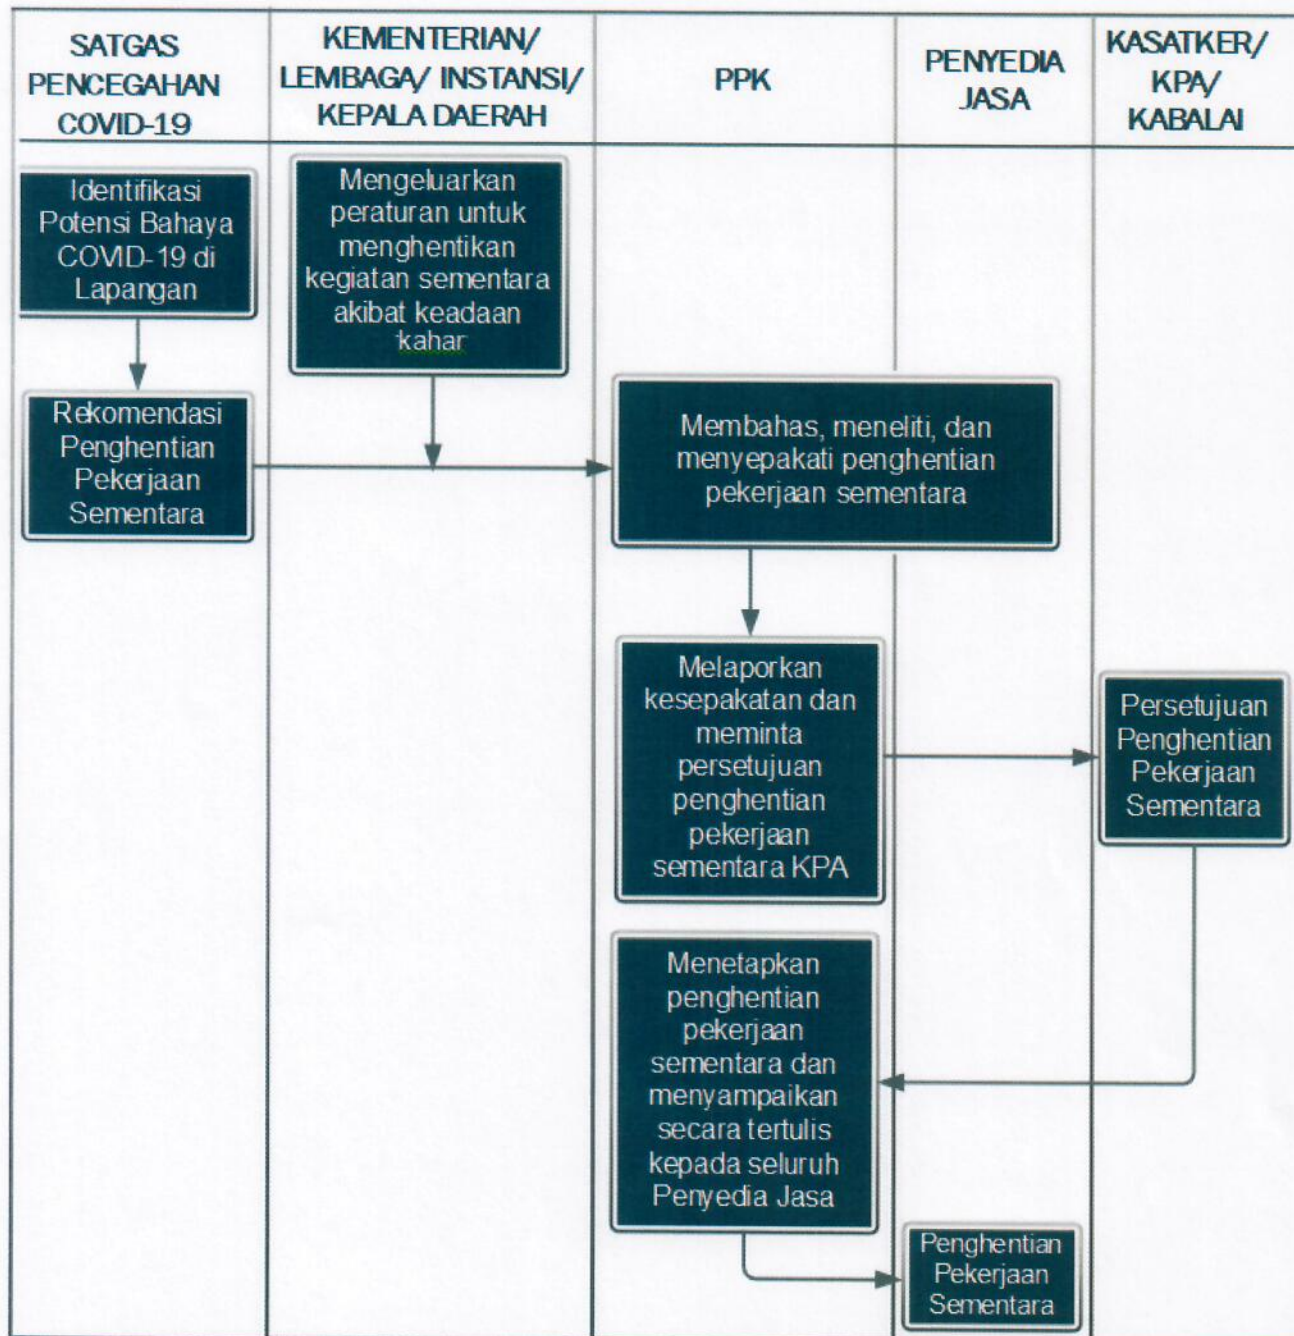 SATGAS
PENCEGAHAN
COVID-19
KEMENTERIAN/
LEMBAGA/ INSTANSI/
KEPALA DAERAH
PPK
PENYEDIA
JASA
KASATKER/
KPA/
KABALAI
Identifikasi
Potensi Bahaya
COVID-19 di
Lapangan
Mengeluarkan
peraturan untuk
menghentikan
kegiatan sementara
akibat keadaan
kahar
Rekomendasi
Penghentian
Pekerjaan
Sementara
Membahas, meneliti, dan
menyepakati penghentian
pekerjaan sementara
Melaporkan
kesepakatan dan
meminta
persetujuan
penghentian
pekerjaan
sementara KPA
Persetujuan
Penghentian
Pekerjaan
Sementara
Menetapkan
penghentian
pekerjaan
sementara dan
menyampaikan
secara tertulis
kepada seluruh
Penyedia Jasa
Penghentian
Pekerjaan
Sementara